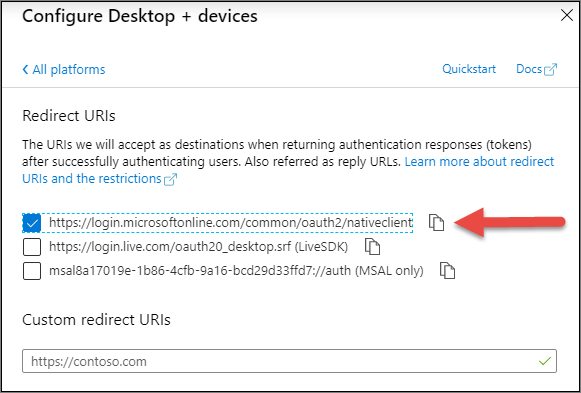 Configure Desktop + devices
All platforms
Quickstart
Docs
Redirect URIs
The URIs we will accept as destinations when returning authentication responses (tokens)
after successfully authenticating users. Also referred as reply URLs. Learn more about redirect
URIs and the restrictions
https://login.microsoftonline.com/common/oauth2/nativeclient
https://login.live.com/oauth20_desktop.srf (LiveSDK)
msal8a17019e-1b86-4cfb-9a16-bcd29d33ffd7://auth (MSAL only)
Custom redirect URIs
https://contoso.com